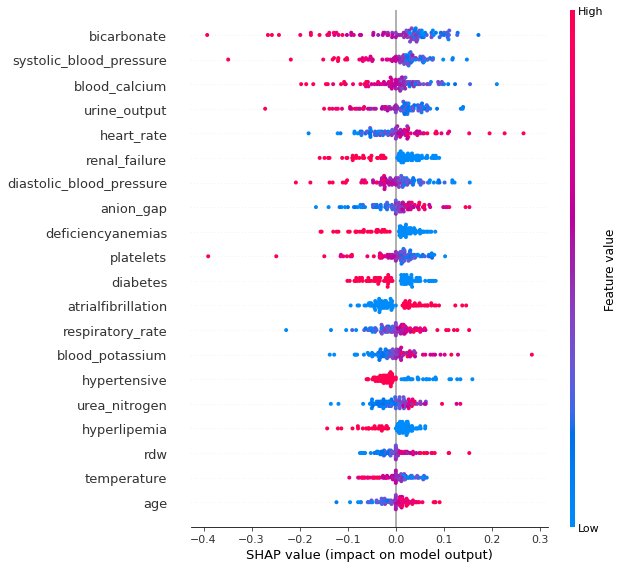 High
bicarbonate
systolic_blood_pressure
blood_calcium
urine_output
heart_rate
renal_failure
diastolic_blood_pressure
anion_gap
deficiencyanemias
platelets
diabetes
atrialfibrillation
respiratory_rate
blood_potassium
hypertensive
urea_nitrogen
hyperlipemia
rdw
temperature
age
Feature value
Low
−0.4 −0.3 −0.2 −0.1 0.0 0.1 0.2 0.3
SHAP value (impact on model output)